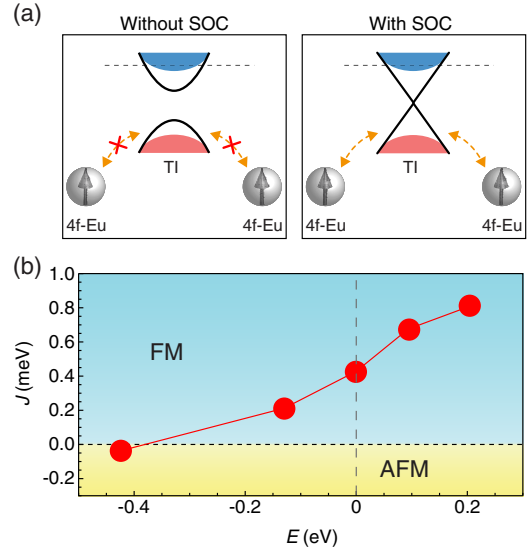 (a)
Without SOC
With SOC
TI
TI
4f-Eu
4f-Eu
4f-Eu
4f-Eu
(b)
1.0
0.8
0.6
0.4
0.2
0.0
-0.2
J (meV)
FM
AFM
-0.4
-0.2
0
0.2
E (eV)